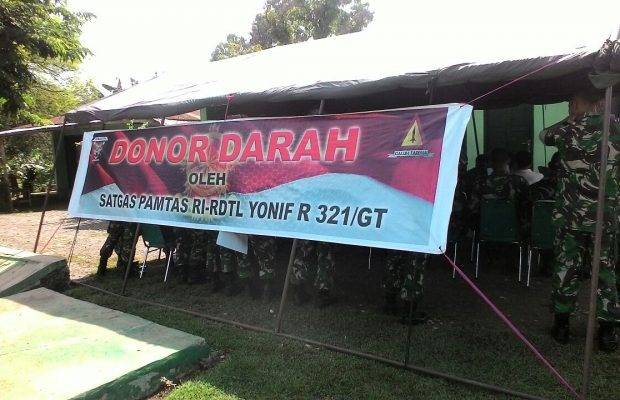 DONOR DARAH
OLEH
SATGAS PAMTAS RI-RDTL YONIF R 321/GT